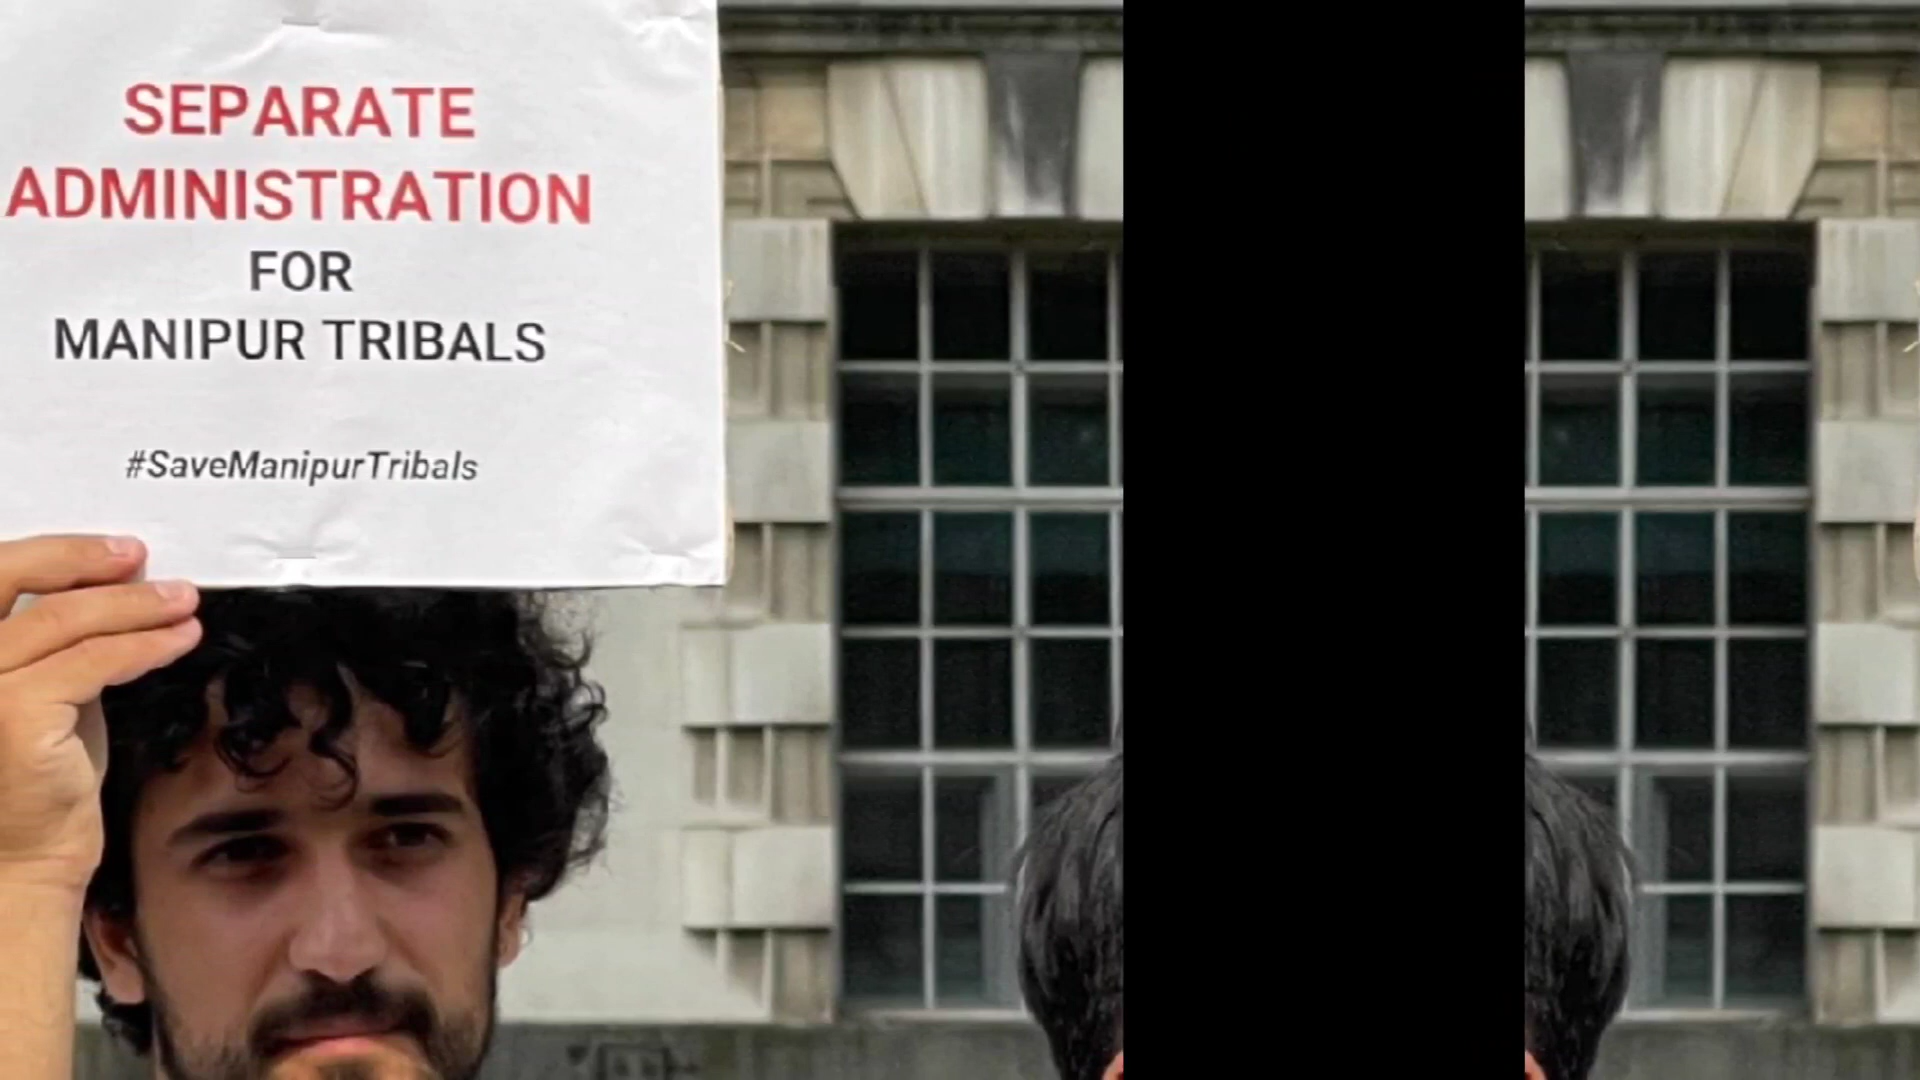 SEPARATE
ADMINISTRATION
FOR
MANIPUR TRIBALS
#SaveManipurTribals